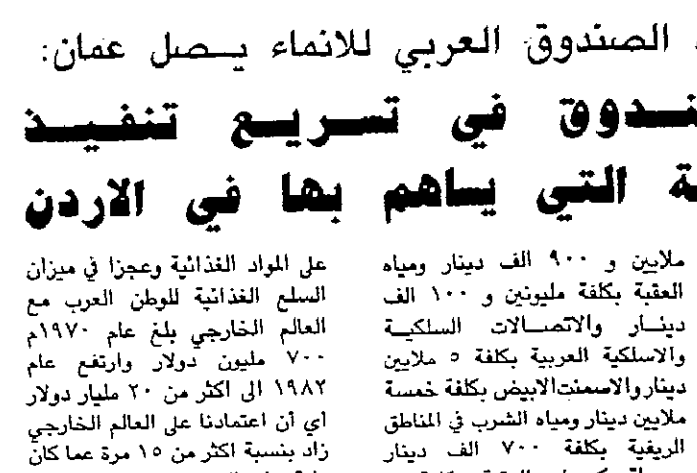 الصندوق العربي للانماء يصل عمان:
ندوق في تسريع تنفيذ
ة التي يساهم بها في الاردن
ملايين و ٩٠٠ الف دينار ومياه
العقبة بكلفة مليونين و ١٠٠ الف
دينار والاتصالات السلكية
والاسلكية العربية بكلفة ٥ ملايين
دينار والاسمنت الابيض بكلفة خمسة
ملايين دينار ومياه الشرب في المناطق
الريفية بكلفة ٧٠٠ الف دينار
على المواد الغذائية وعجزا في ميزان
السلع الغذائية للوطن العرب مع
العالم الخارجي بلغ عام ١٩٧٠م
٧٠٠ مليون دولار وارتفع عام
١٩٨٢ الى اكثر من ٢٠ مليار دولار
اي أن اعتمادنا على العالم الخارجي
زاد بنسبة اكثر من ١٥ مرة عما كان